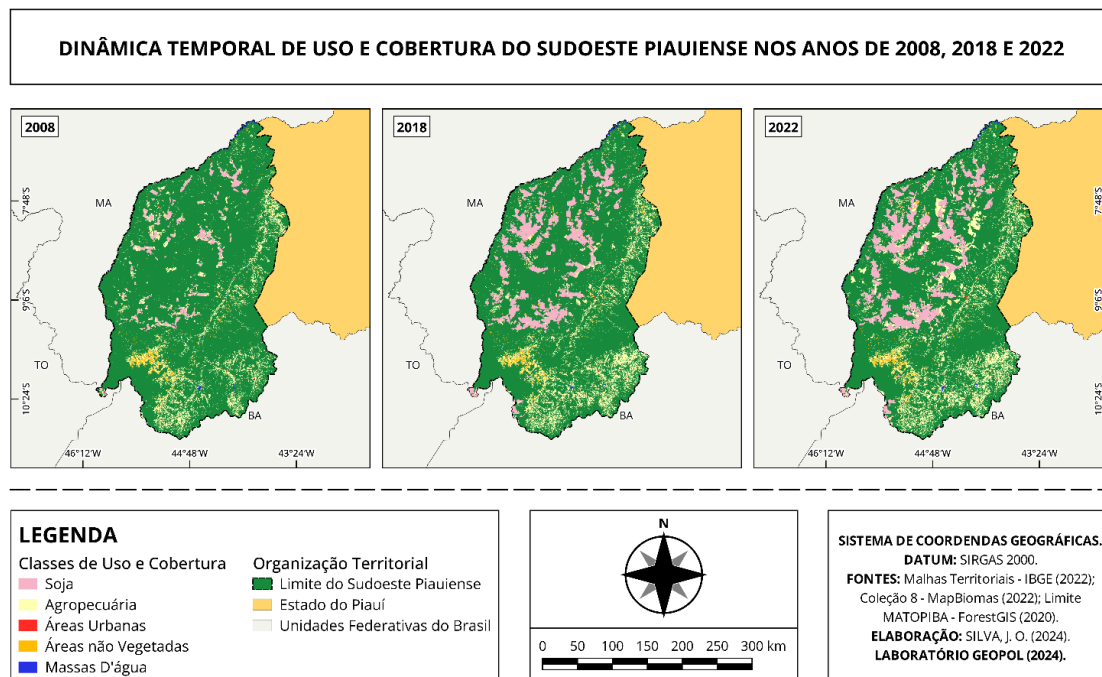 DINÂMICA TEMPORAL DE USO E COBERTURA DO SUDOESTE PIAUIENSE NOS ANOS DE 2008, 2018 E 2022
2008
2018
2022
MA
TO
BA
7°48'S
9°6'S
10°24'S
46°12'W
44°48'W
43°24'W
MA
TO
BA
MA
TO
BA
7°48'S
9°6'S
10°24'S
46°12'W
44°48'W
43°24'W
LEGENDA
Classes de Uso e Cobertura
Soja
Agropecuária
Áreas Urbanas
Áreas não Vegetadas
Massas D'água
Organização Territorial
Limite do Sudoeste Piauiense
Estado do Piauí
Unidades Federativas do Brasil
N
0 50 100 150 200 250 300 km
SISTEMA DE COORDENDAS GEOGRÁFICAS.
DATUM: SIRGAS 2000.
FONTES: Malhas Territoriais - IBGE (2022);
Coleção 8 - MapBiomas (2022); Limite
MATOPIBA - ForestGIS (2020).
ELABORAÇÃO: SILVA, J. O. (2024).
LABORATÓRIO GEOPOL (2024).